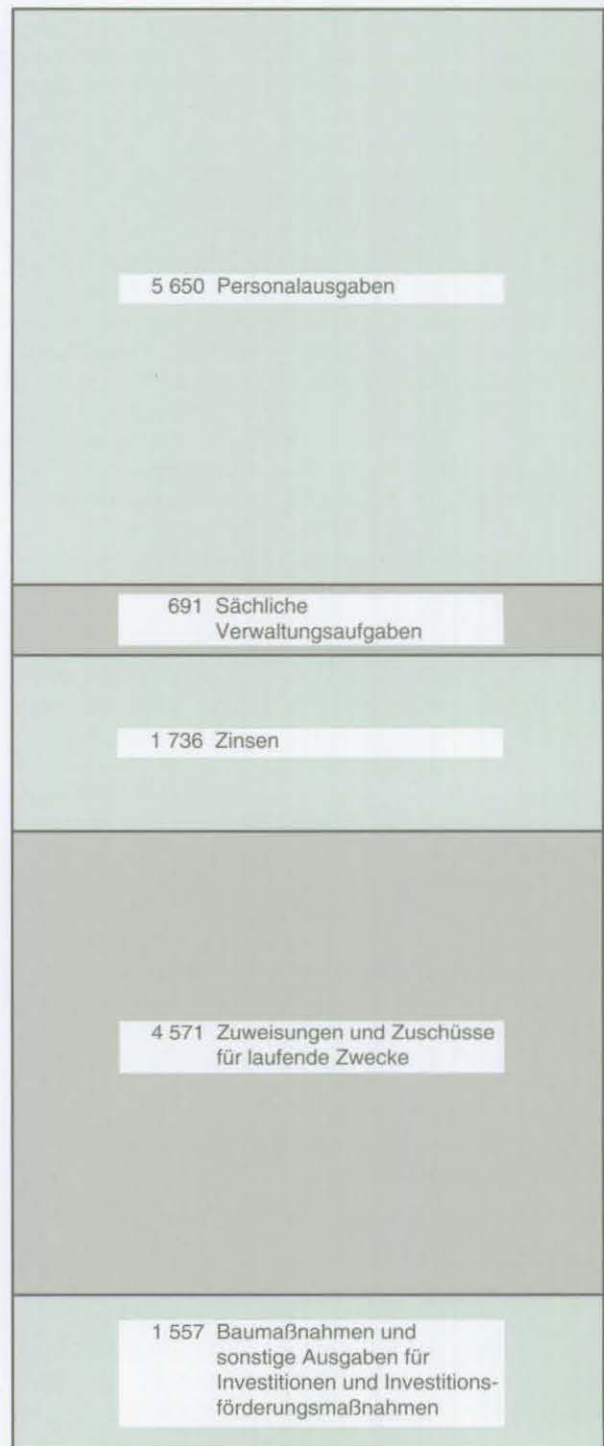 5 650 Personalausgaben
691 Sächliche
Verwaltungsaufgaben
1 736 Zinsen
4 571 Zuweisungen und Zuschüsse
für laufende Zwecke
1 557 Baumaßnahmen und
sonstige Ausgaben für
Investitionen und Investitions-
förderungsmaßnahmen